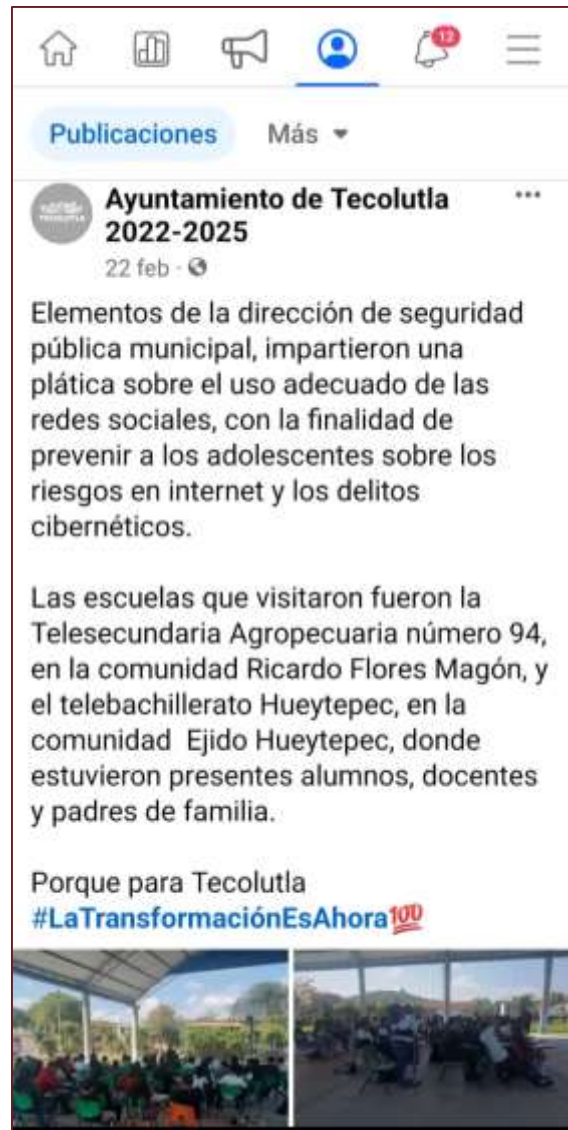 12
Publicaciones Más
Ayuntamiento de Tecolutla
2022-2025
22 feb ·
Elementos de la dirección de seguridad
pública municipal, impartieron una
plática sobre el uso adecuado de las
redes sociales, con la finalidad de
prevenir a los adolescentes sobre los
riesgos en internet y los delitos
cibernéticos.
Las escuelas que visitaron fueron la
Telesecundaria Agropecuaria número 94,
en la comunidad Ricardo Flores Magón, y
el telebachillerato Hueytepec, en la
comunidad Ejido Hueytepec, donde
estuvieron presentes alumnos, docentes
y padres de familia.
Porque para Tecolutla
#LaTransformaciónEsAhora💯